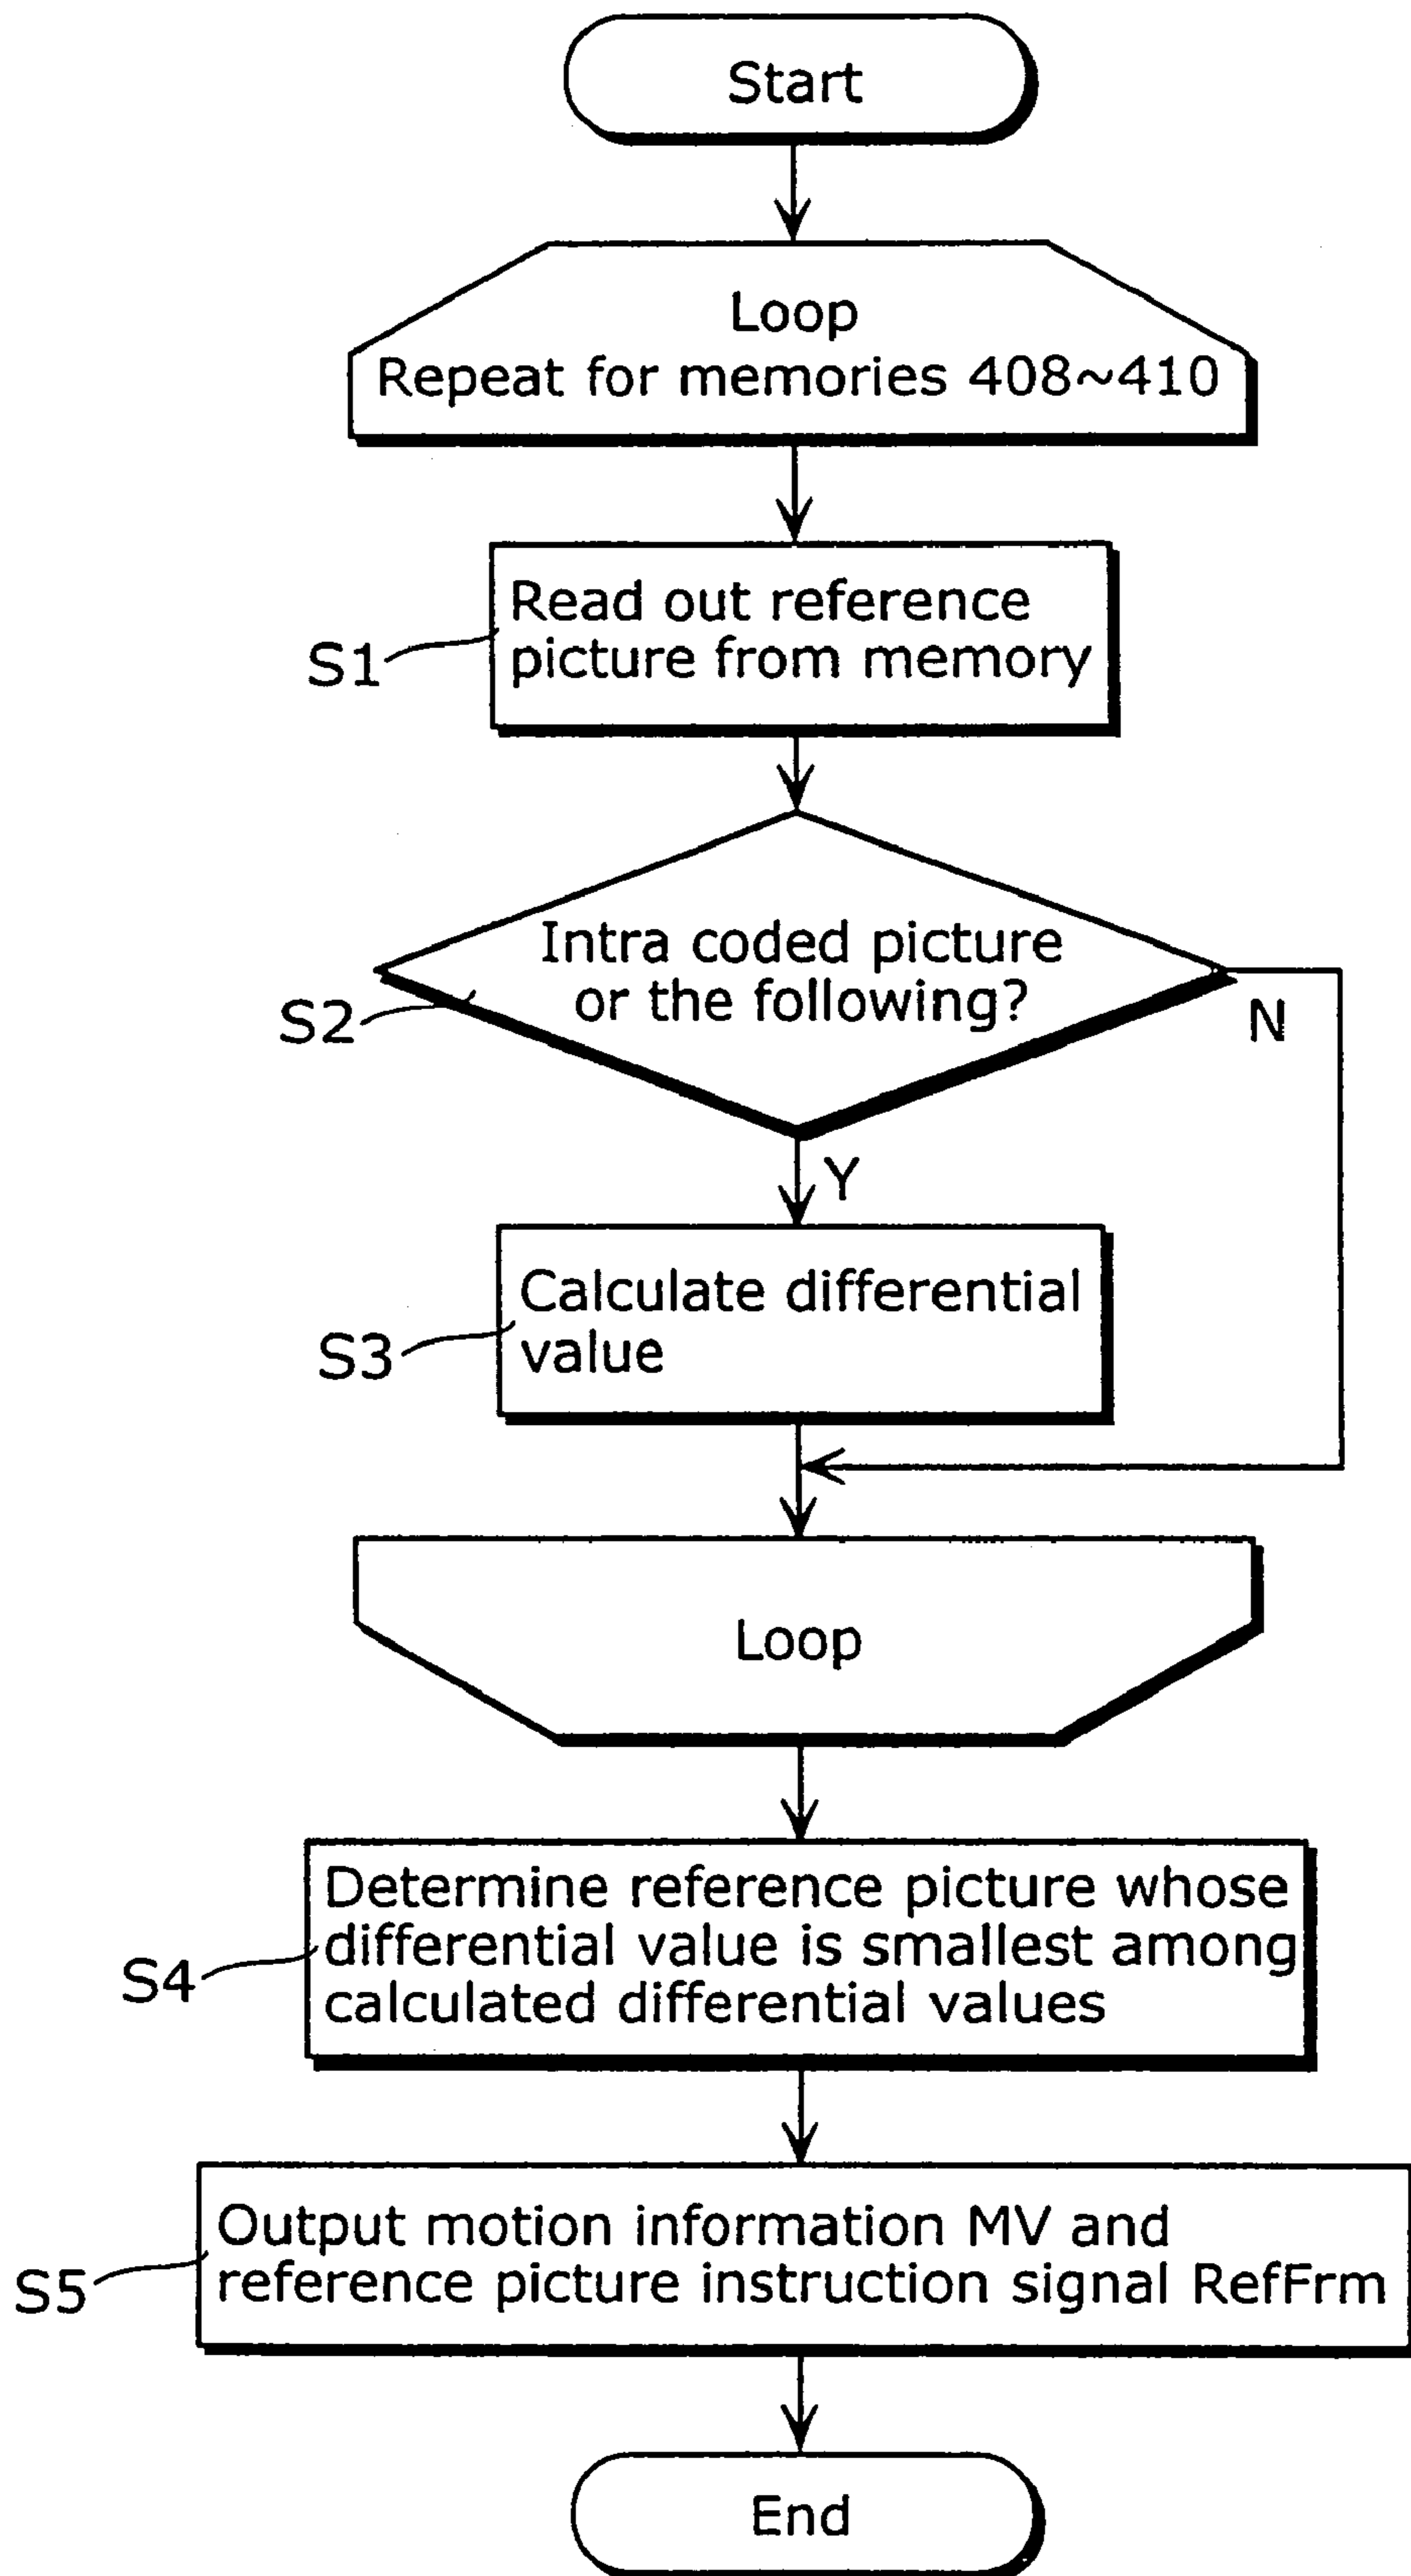 Start
Loop
Repeat for memories 408~410
Read out reference
picture from memory
S1
Intra coded picture
or the following?
S2
N
Y
Calculate differential
value
S3
Loop
Determine reference picture whose
differential value is smallest among
calculated differential values
S4
Output motion information MV and
reference picture instruction signal RefFrm
S5
End